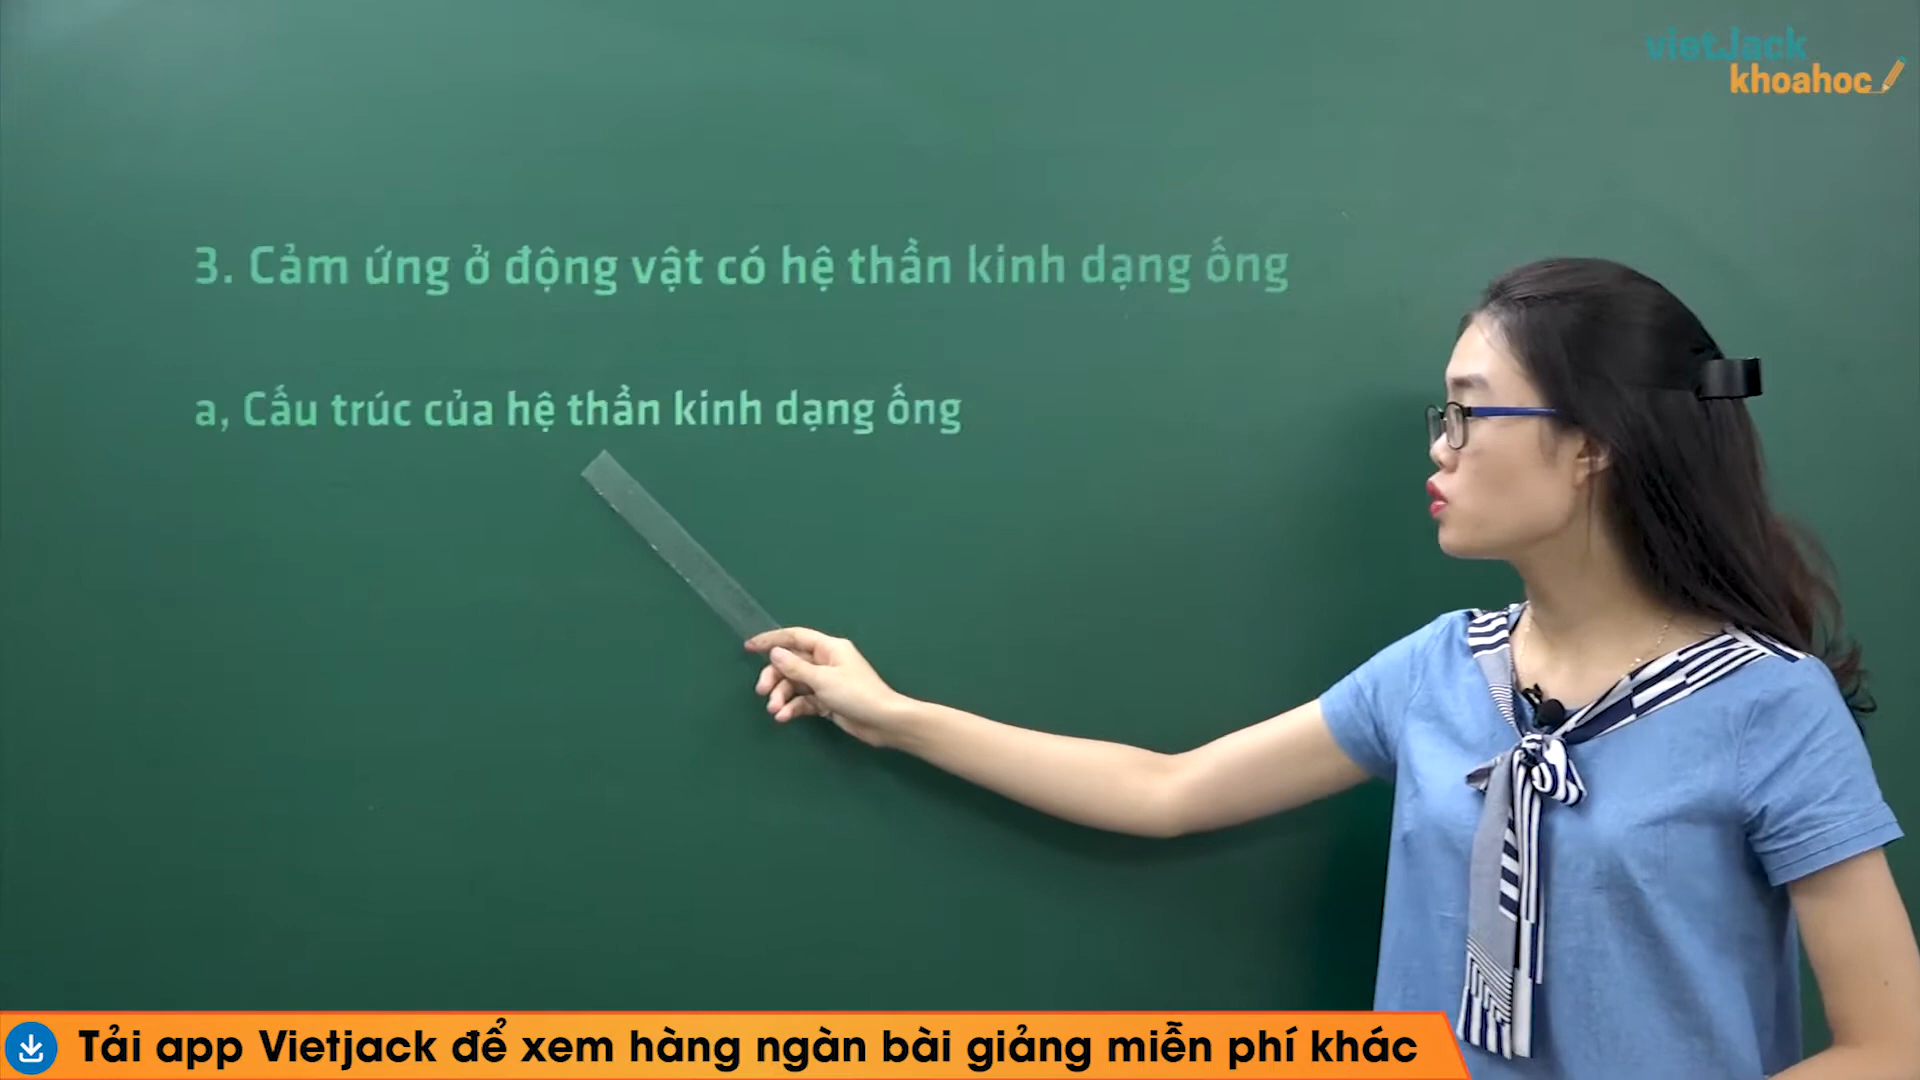 vietJack
khoahoc
3. Cảm ứng ở động vật có hệ thần kinh dạng ống
a, Cấu trúc của hệ thần kinh dạng ống
Tải app Vietjack để xem hàng ngàn bài giảng miễn phí khác